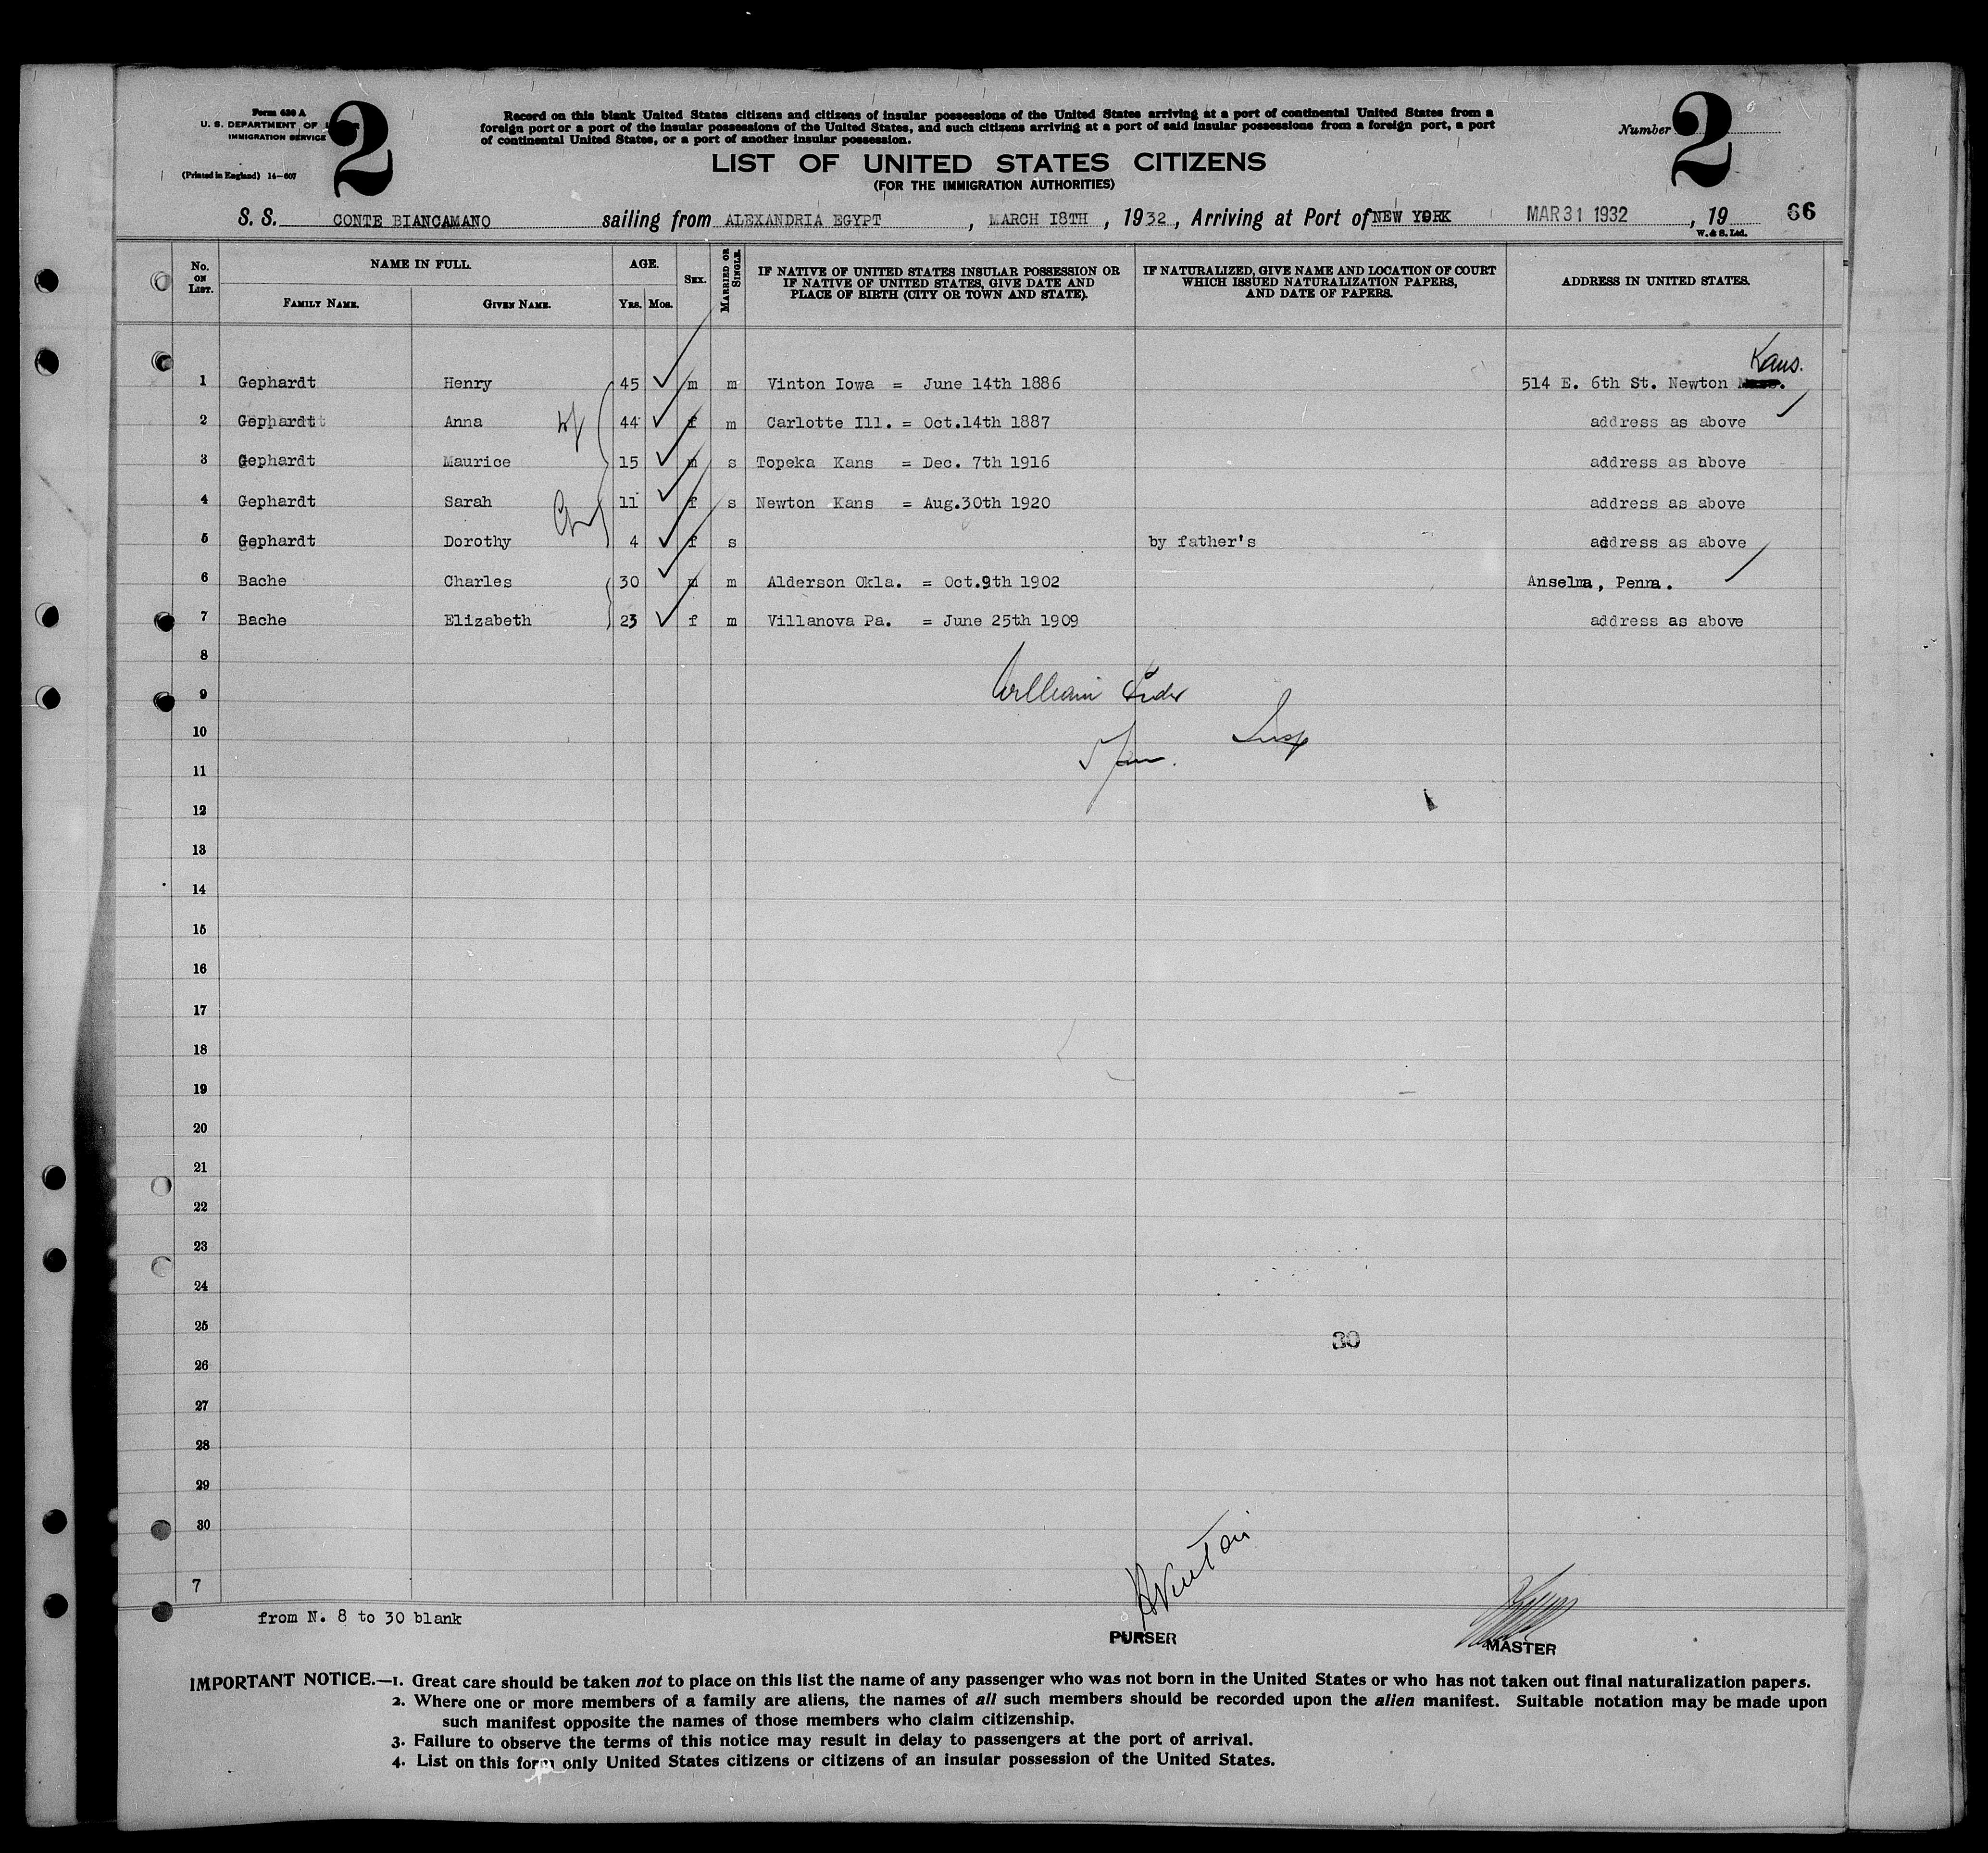 Form 630 A
U. S. DEPARTMENT OF
IMMIGRATION SERVICE
(Printed in England) 14—607
2
Record on this blank United States citizens and citizens of insular possessions of the United States arriving at a port of continental United States from a
foreign port or a port of the insular possessions of the United States, and such citizens arriving at a port of said insular possessions from a foreign port, a port
of continental United States, or a port of another insular possession.
Number 2
LIST OF UNITED STATES CITIZENS
(FOR THE IMMIGRATION AUTHORITIES)
S. S. CONTE BIANCAMANO sailing from ALEXANDRIA EGYPT, MARCH I8TH, 1932, Arriving at Port of NEW YORK MAR 31 1932, 19 66
W. & S. Ltd.
No. ON LIST. NAME IN FULL. FAMILY NAME. GIVEN NAME. AGE. YRS. MOS. SEX. MARRIED OR SINGLE. IF NATIVE OF UNITED STATES INSULAR POSSESSION OR IF NATIVE OF UNITED STATES, GIVE DATE AND PLACE OF BIRTH (CITY OR TOWN AND STATE). IF NATURALIZED, GIVE NAME AND LOCATION OF COURT WHICH ISSUED NATURALIZATION PAPERS, AND DATE OF PAPERS. ADDRESS IN UNITED STATES.
Kans.
1 Gephardt Henry 45 m m Vinton Iowa = June 14th 1886 514 E. 6th St. Newton
2 Gephardt Anna wf 44 f m Carlotte Ill. = Oct.14th 1887 address as above
3 Gephardt Maurice 15 m s Topeka Kans = Dec. 7th 1916 address as above
4 Gephardt Sarah 11 f s Newton Kans = Aug.30th 1920 address as above
5 Gephardt Dorothy 4 f s by father's address as above
6 Bache Charles 30 m m Alderson Okla. = Oct.9th 1902 Anselma, Penna.
7 Bache Elizabeth 23 f m Villanova Pa. = June 25th 1909 address as above
8
William
9
10
Insp
11
12
13
14
15
16
17
18
19
20
21
22
23
24
25
30
26
27
28
29
30
7
from N. 8 to 30 blank
PURSER
MASTER
IMPORTANT NOTICE.—1. Great care should be taken not to place on this list the name of any passenger who was not born in the United States or who has not taken out final naturalization papers.
2. Where one or more members of a family are aliens, the names of all such members should be recorded upon the alien manifest. Suitable notation may be made upon
such manifest opposite the names of those members who claim citizenship.
3. Failure to observe the terms of this notice may result in delay to passengers at the port of arrival.
4. List on this form only United States citizens or citizens of an insular possession of the United States.